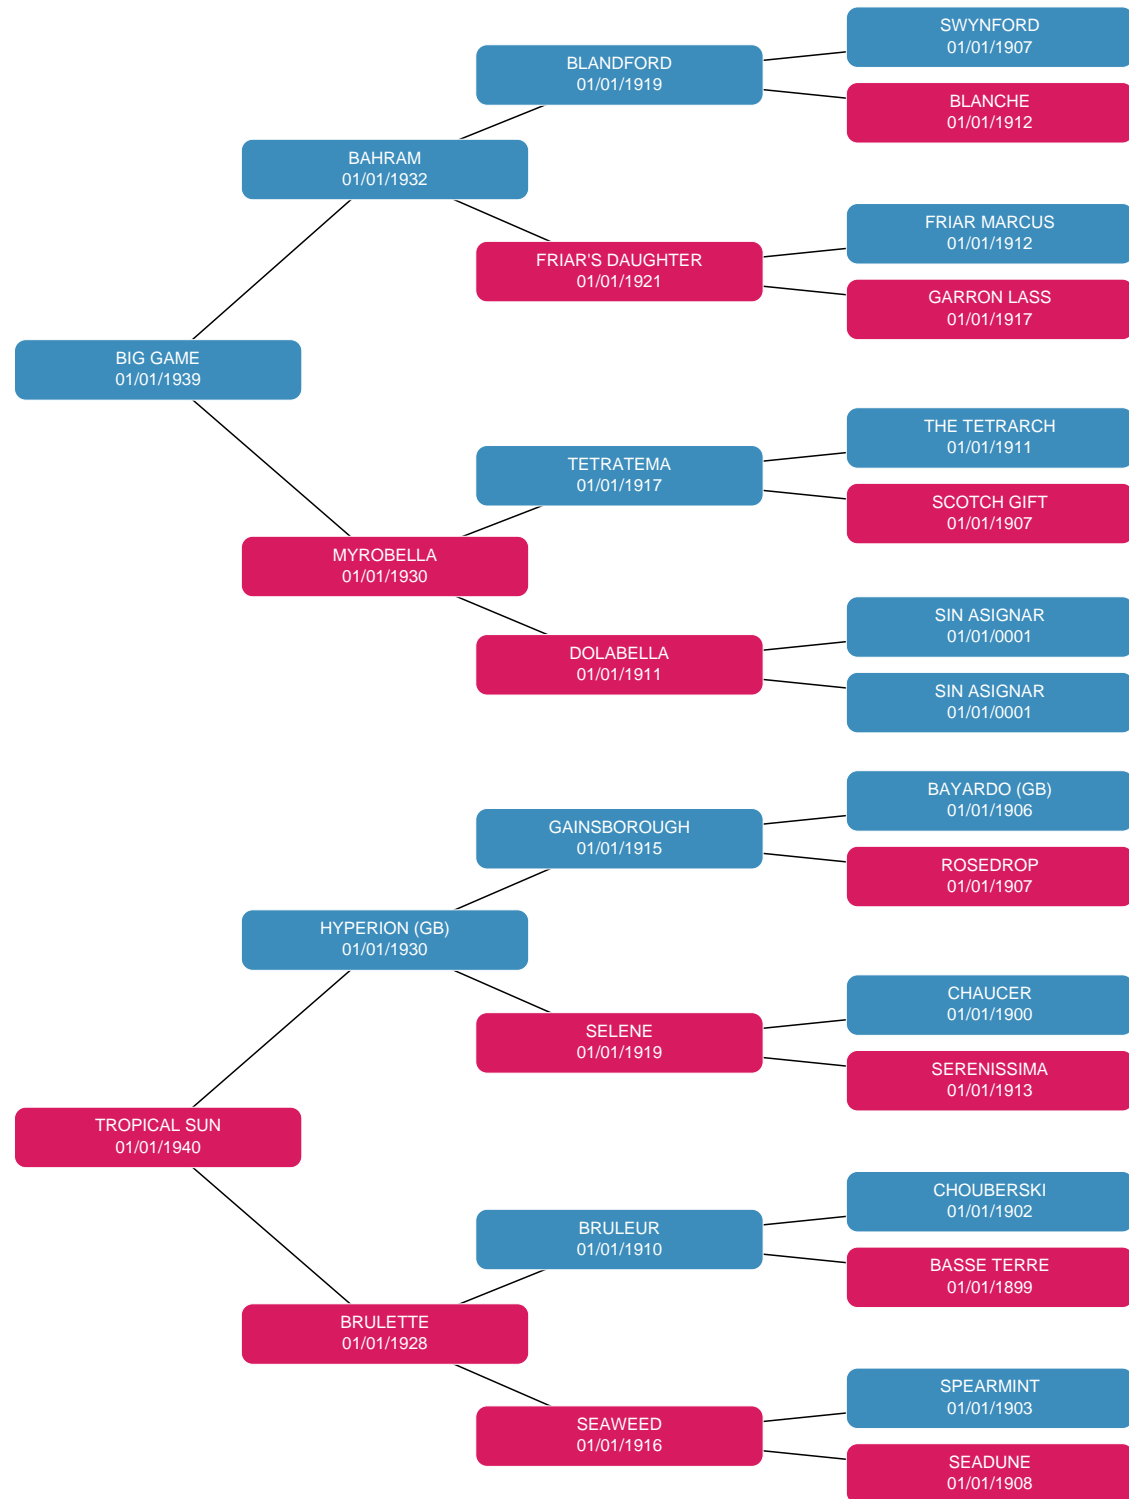 SWYNFORD
01/01/1907
BLANDFORD
01/01/1919
BLANCHE
01/01/1912
BAHRAM
01/01/1932
FRIAR MARCUS
01/01/1912
FRIAR'S DAUGHTER
01/01/1921
GARRON LASS
01/01/1917
BIG GAME
01/01/1939
THE TETRARCH
01/01/1911
TETRATEMA
01/01/1917
SCOTCH GIFT
01/01/1907
MYROBELLA
01/01/1930
SIN ASIGNAR
01/01/0001
DOLABELLA
01/01/1911
SIN ASIGNAR
01/01/0001
BAYARDO (GB)
01/01/1906
GAINSBOROUGH
01/01/1915
ROSEDROP
01/01/1907
HYPERION (GB)
01/01/1930
CHAUCER
01/01/1900
SELENE
01/01/1919
SERENISSIMA
01/01/1913
TROPICAL SUN
01/01/1940
CHOUBERSKI
01/01/1902
BRULEUR
01/01/1910
BASSE TERRE
01/01/1899
BRULETTE
01/01/1928
SPEARMINT
01/01/1903
SEAWEED
01/01/1916
SEADUNE
01/01/1908